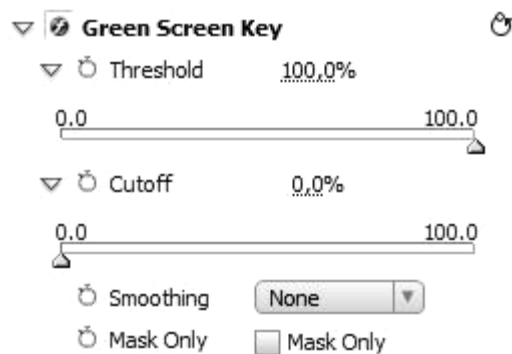 Green Screen Key
Threshold 100,0%
0.0 100.0
Cutoff 0,0%
0.0 100.0
Smoothing None
Mask Only Mask Only